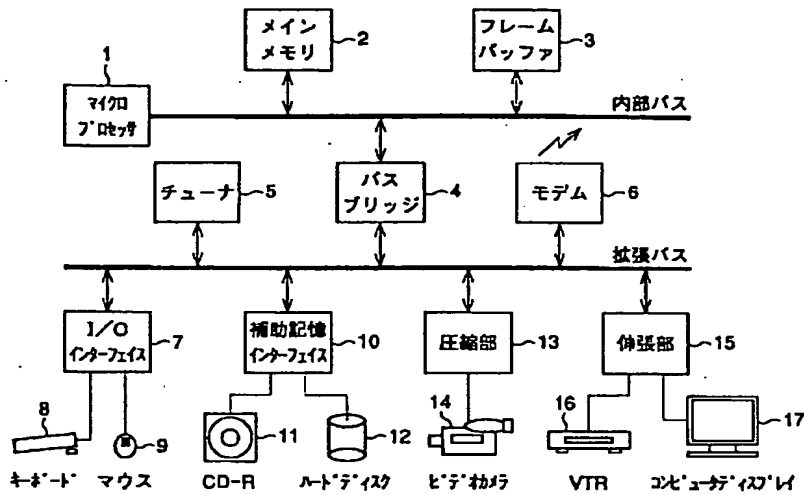 1
マイクロ
プロセッサ
メイン
メモリ
2
フレーム
バッファ
3
内部バス
チューナ
5
バス
ブリッジ
4
モデム
6
拡張バス
I/O
インターフェイス
7
補助記憶
インターフェイス
10
圧縮部
13
伸張部
15
8
キーボード
9
マウス
11
CD-R
12
ハードディスク
14
ビデオカメラ
16
VTR
17
コンピュータディスプレイ